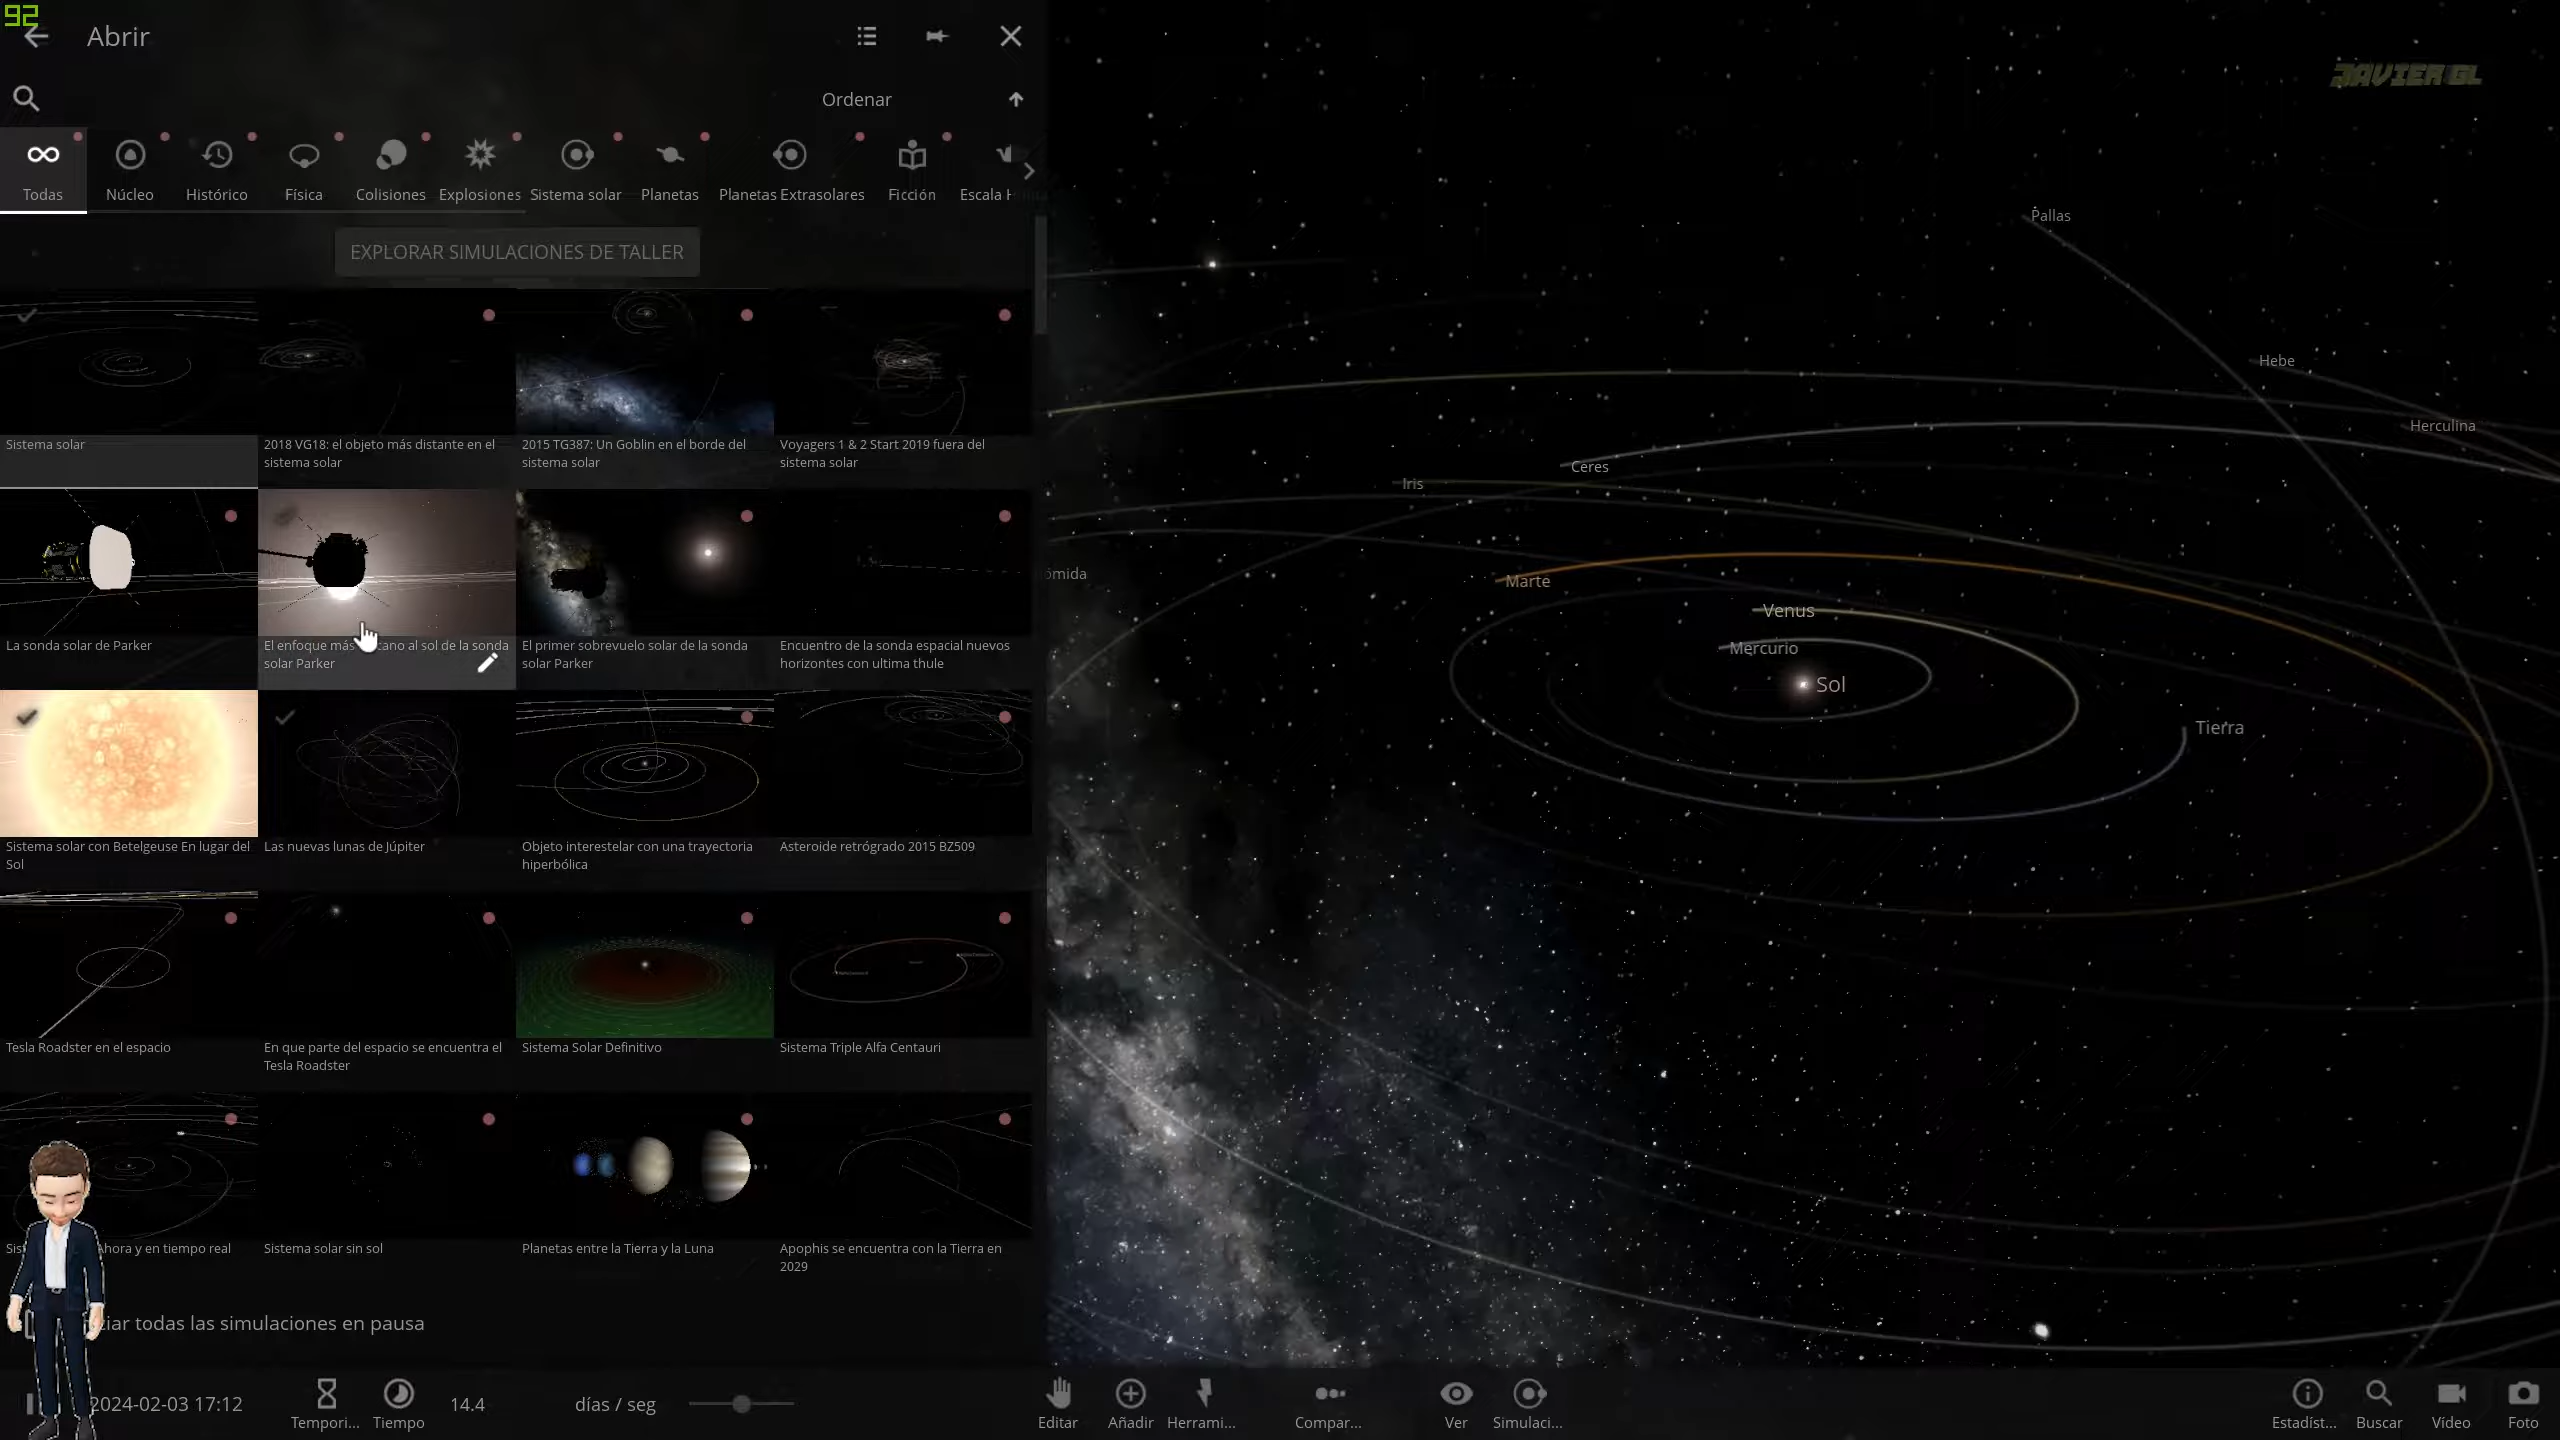 92
Abrir
JAVIER GL
Ordenar
Todas
Núcleo
Histórico
Física
Colisiones
Explosiones
Sistema solar
Planetas
Planetas Extrasolares
Ficción
Escala
EXPLORAR SIMULACIONES DE TALLER
Sistema solar
2018 VG18: el objeto más distante en el
sistema solar
2015 TG387: Un Goblin en el borde del
sistema solar
Voyagers 1 & 2 Start 2019 fuera del
sistema solar
La sonda solar de Parker
El enfoque más cano al sol de la sonda
solar Parker
El primer sobrevuelo solar de la sonda
solar Parker
Encuentro de la sonda espacial nuevos
horizontes con ultima thule
Sistema solar con Betelgeuse En lugar del
Sol
Las nuevas lunas de Júpiter
Objeto interestelar con una trayectoria
hiperbólica
Asteroide retrógrado 2015 BZ509
Tesla Roadster en el espacio
En que parte del espacio se encuentra el
Tesla Roadster
Sistema Solar Definitivo
Sistema Triple Alfa Centauri
Sis Ahora y en tiempo real
Sistema solar sin sol
Planetas entre la Tierra y la Luna
Apophis se encuentra con la Tierra en
2029
ciar todas las simulaciones en pausa
Pallas
Hebe
Herculina
Ceres
Iris
ómida
Marte
Venus
Mercurio
Sol
Tierra
2024-02-03 17:12
Tempori...
Tiempo
14.4
días / seg
Editar
Añadir
Herrami...
Compar...
Ver
Simulaci...
Estadíst...
Buscar
Vídeo
Foto